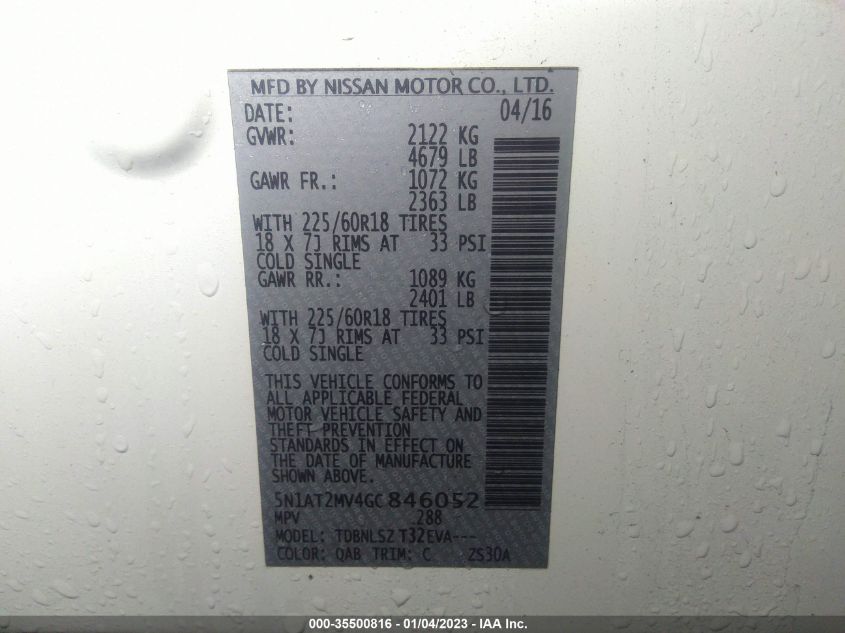 MFD BY NISSAN MOTOR CO., LTD.
DATE: 04/16
GVWR: 2122 KG
4679 LB
GAWR FR.: 1072 KG
2363 LB
WITH 225/60R18 TIRES
18 X 7J RIMS AT 33 PSI
COLD SINGLE
GAWR RR.: 1089 KG
2401 LB
WITH 225/60R18 TIRES
18 X 7J RIMS AT 33 PSI
COLD SINGLE
THIS VEHICLE CONFORMS TO
ALL APPLICABLE FEDERAL
MOTOR VEHICLE SAFETY AND
THEFT PREVENTION
STANDARDS IN EFFECT ON
THE DATE OF MANUFACTURE
SHOWN ABOVE.
5N1AT2MV4GC846052
MPV .288
MODEL: TDBNLSZ T32EVA---
COLOR: QAB TRIM: C ZS30A
000-35500816 - 01/04/2023 - IAA Inc.